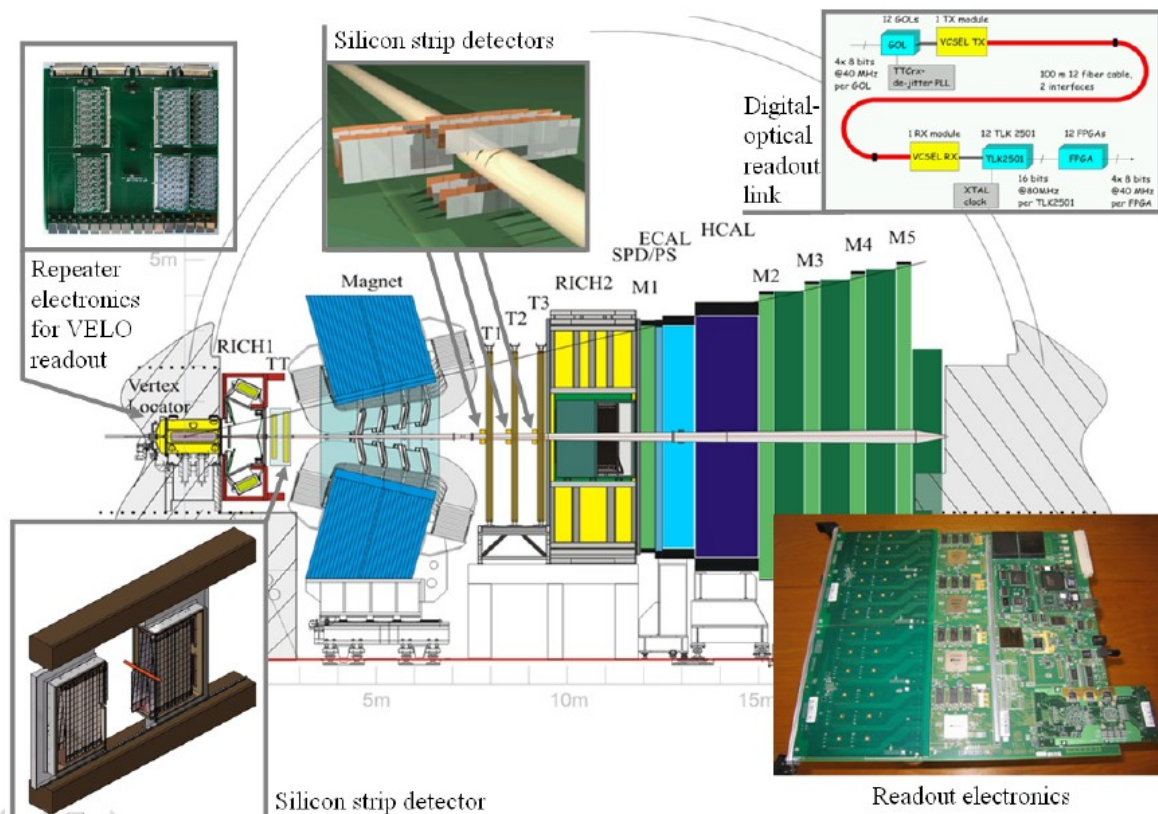 Silicon strip detectors
12 GOLs
1 TX module
GOL
VCSEL TX
4x 8 bits
@40 MHz
per GOL
TTCrx-
de-jitter PLL
100 m 12 fiber cable,
2 interfaces
Digital-
optical
readout
link
1 RX module
12 TLK 2501
12 FPGAs
VCSEL RX
TLK2501
FPGA
XTAL
clock
16 bits
@80MHz
per TLK2501
4x 8 bits
@40 MHz
per FPGA
Repeater
electronics
for VELO
readout
5m
Magnet
RICH1
TT
Vertex
Locator
T1
T2
T3
RICH2
SPD/PS
ECAL
HCAL
M1
M2
M3
M4
M5
5m
10m
15m
Silicon strip detector
Readout electronics